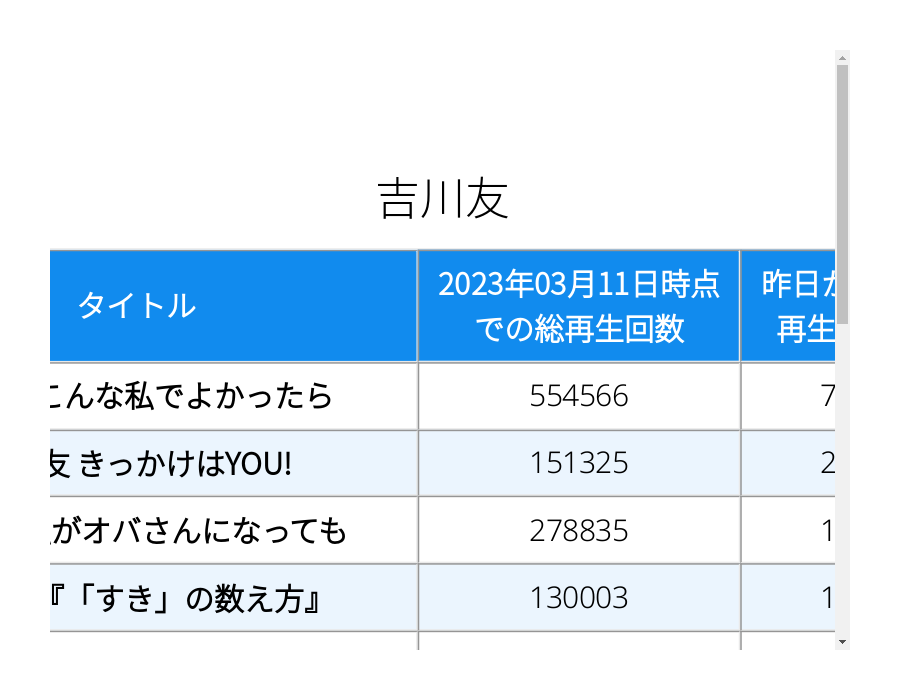 吉川友
タイトル
2023年03月11日時点
での総再生回数
昨日か
再生
こんな私でよかったら
554566
7
友 きっかけはYOU!
151325
2
がオバさんになっても
278835
1
『「すき」の数え方』
130003
1